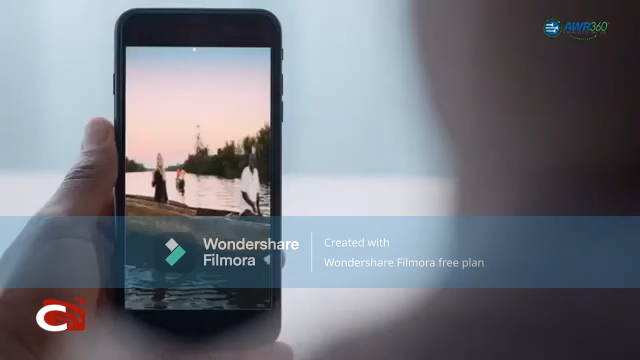 AWR360°
Wondershare
Filmora
Created with
Wondershare Filmora free plan